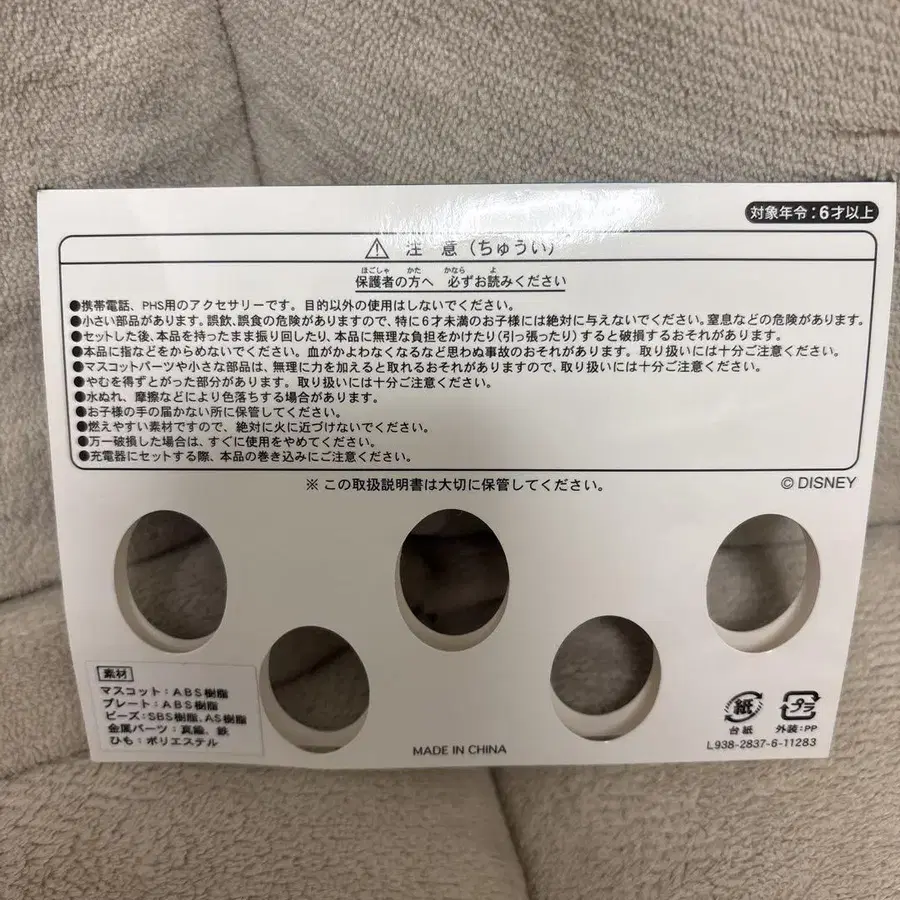 対象年令：6才以上
注 意（ちゅうい）
ほごしゃ かた かなら よ
保護者の方へ 必ずお読みください
●携帯電話、PHS用のアクセサリーです。目的以外の使用はしないでください。
●小さい部品があります。誤飲、誤食の危険がありますので、特に6才未満のお子様には絶対に与えないでください。窒息などの危険があります。
●セットした後、本品を持ったまま振り回したり、本品に無理な負担をかけたり(引っ張ったり)すると破損するおそれがあります。
●本品に指などをからめないでください。血がかよわなくなるなど思わぬ事故のおそれがあります。取り扱いには十分ご注意ください。
●マスコットパーツや小さな部品は、無理に力を加えると取れるおそれがありますので、取り扱いには十分ご注意ください。
●やむを得ずとがった部分があります。取り扱いには十分ご注意ください。
●水ぬれ、摩擦などにより色落ちする場合があります。
●お子様の手の届かない所に保管してください。
●燃えやすい素材ですので、絶対に火に近づけないでください。
●万一破損した場合は、すぐに使用をやめてください。
●充電器にセットする際、本品の巻き込みにご注意ください。
※ この取扱説明書は大切に保管してください。
© DISNEY
素材
マスコット：ABS樹脂
プレート：ABS樹脂
ビーズ：SBS樹脂、AS樹脂
金属パーツ：真鍮、鉄
ひも：ポリエステル
MADE IN CHINA
紙 プラ
台紙 外装：PP
L938-2837-6-11283